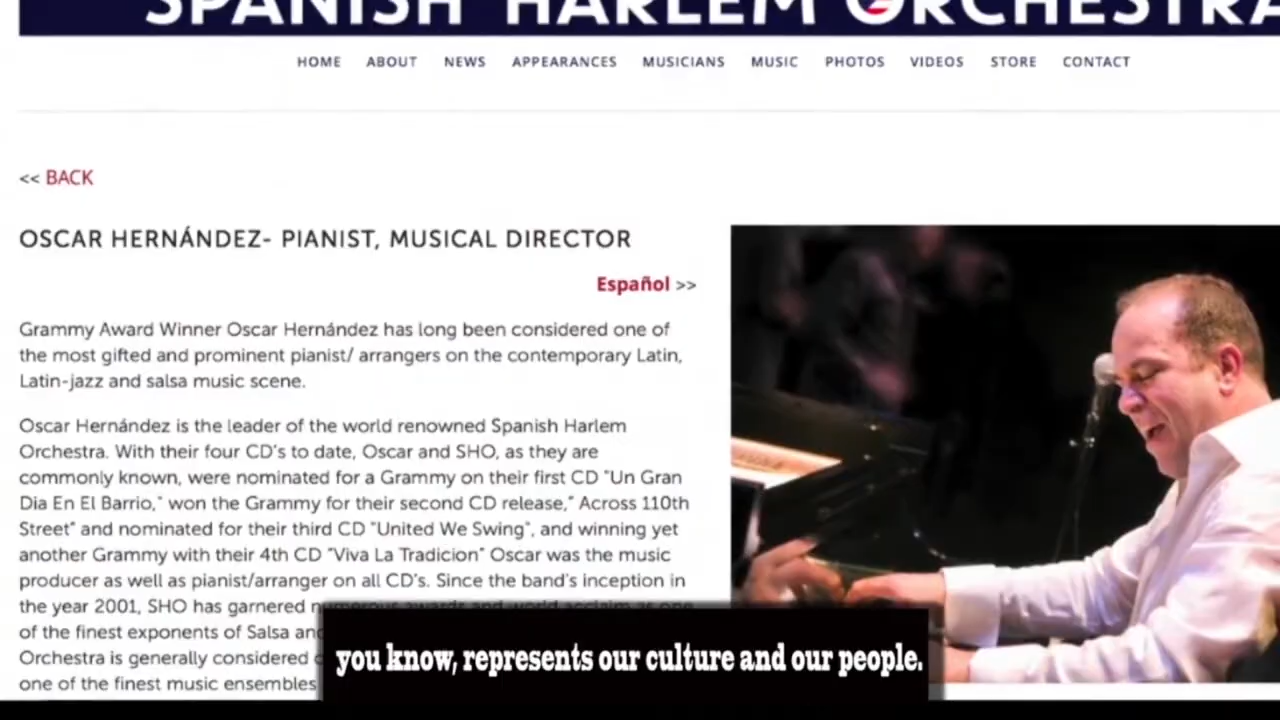 SPANISH HARLEM ORCHESTRA
HOME ABOUT NEWS APPEARANCES MUSICIANS MUSIC PHOTOS VIDEOS STORE CONTACT
<< BACK
OSCAR HERNÁNDEZ- PIANIST, MUSICAL DIRECTOR
Español >>
Grammy Award Winner Oscar Hernández has long been considered one of
the most gifted and prominent pianist/ arrangers on the contemporary Latin,
Latin-jazz and salsa music scene.
Oscar Hernández is the leader of the world renowned Spanish Harlem
Orchestra. With their four CD's to date, Oscar and SHO, as they are
commonly known, were nominated for a Grammy on their first CD "Un Gran
Dia En El Barrio," won the Grammy for their second CD release," Across 110th
Street" and nominated for their third CD "United We Swing", and winning yet
another Grammy with their 4th CD "Viva La Tradicion" Oscar was the music
producer as well as pianist/arranger on all CD's. Since the band's inception in
the year 2001, SHO has garnered numerous awards and world acclaim as one
of the finest exponents of Salsa and
Orchestra is generally considered
one of the finest music ensembles
you know, represents our culture and our people.